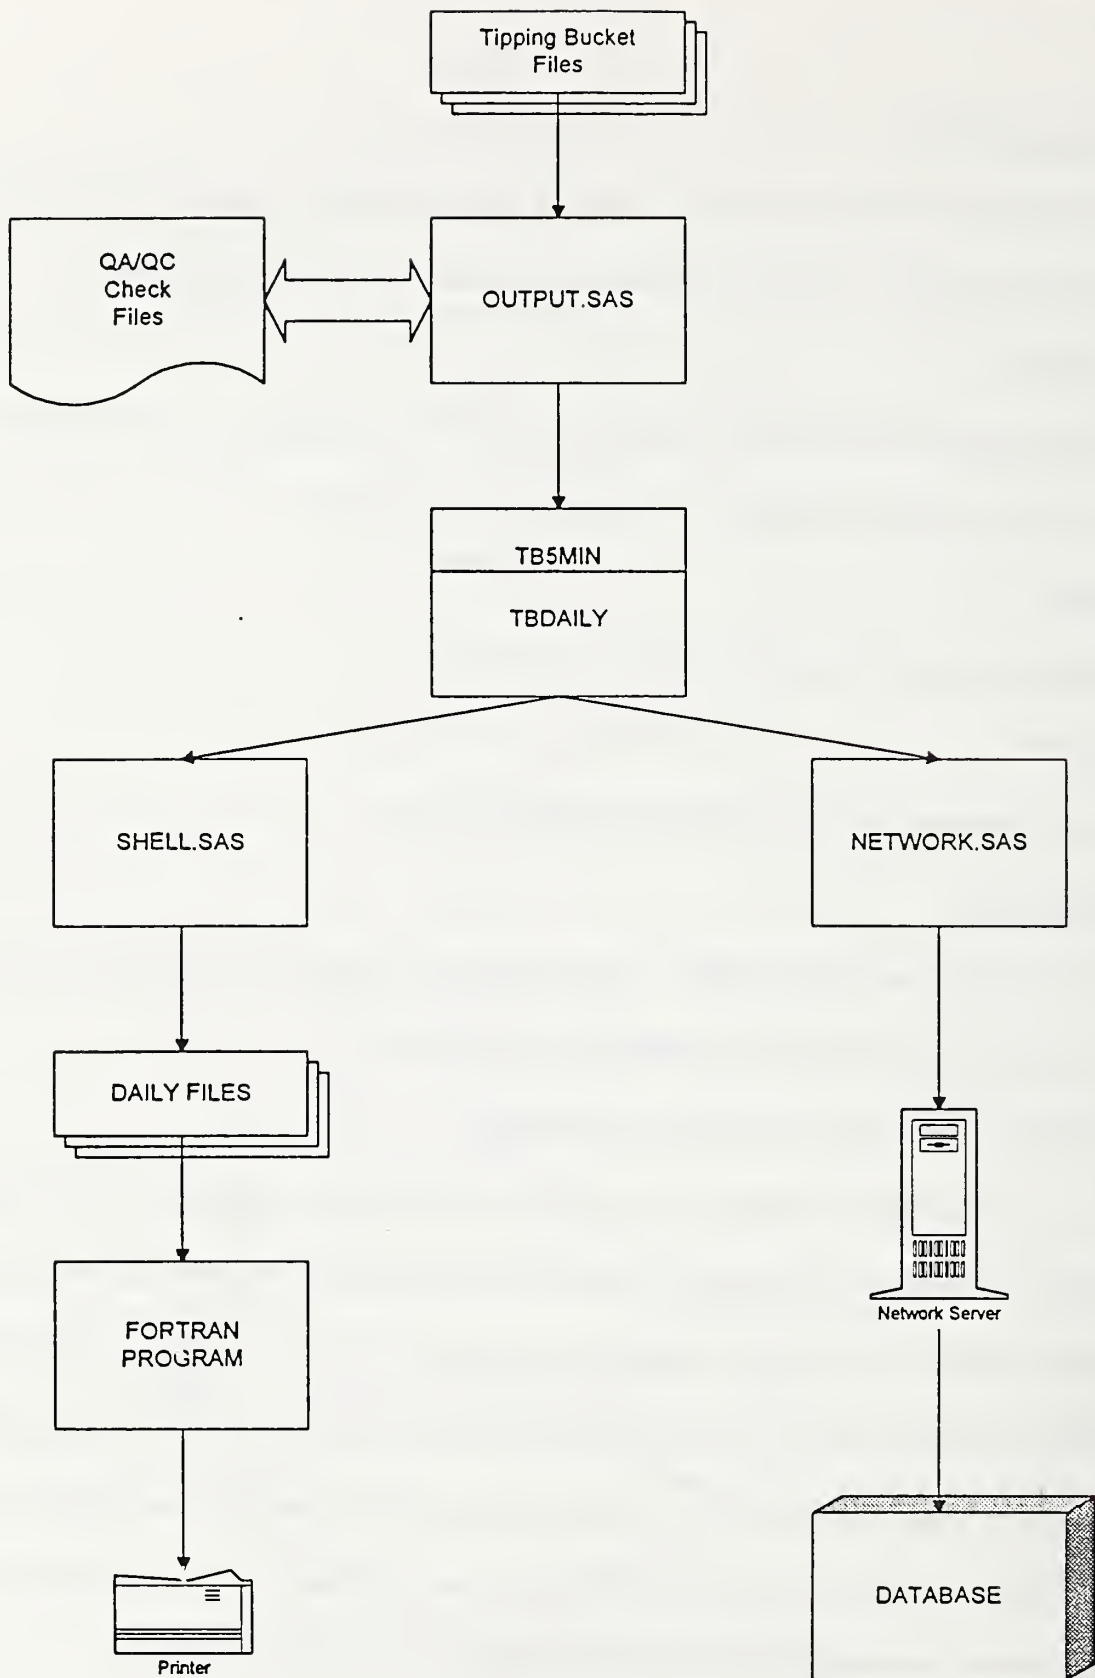 Tipping Bucket
Files
QA/QC
Check
Files
OUTPUT.SAS
TB5MIN
TBDAILY
SHELL.SAS
NETWORK.SAS
DAILY FILES
Network Server
FORTRAN
PROGRAM
DATABASE
Printer